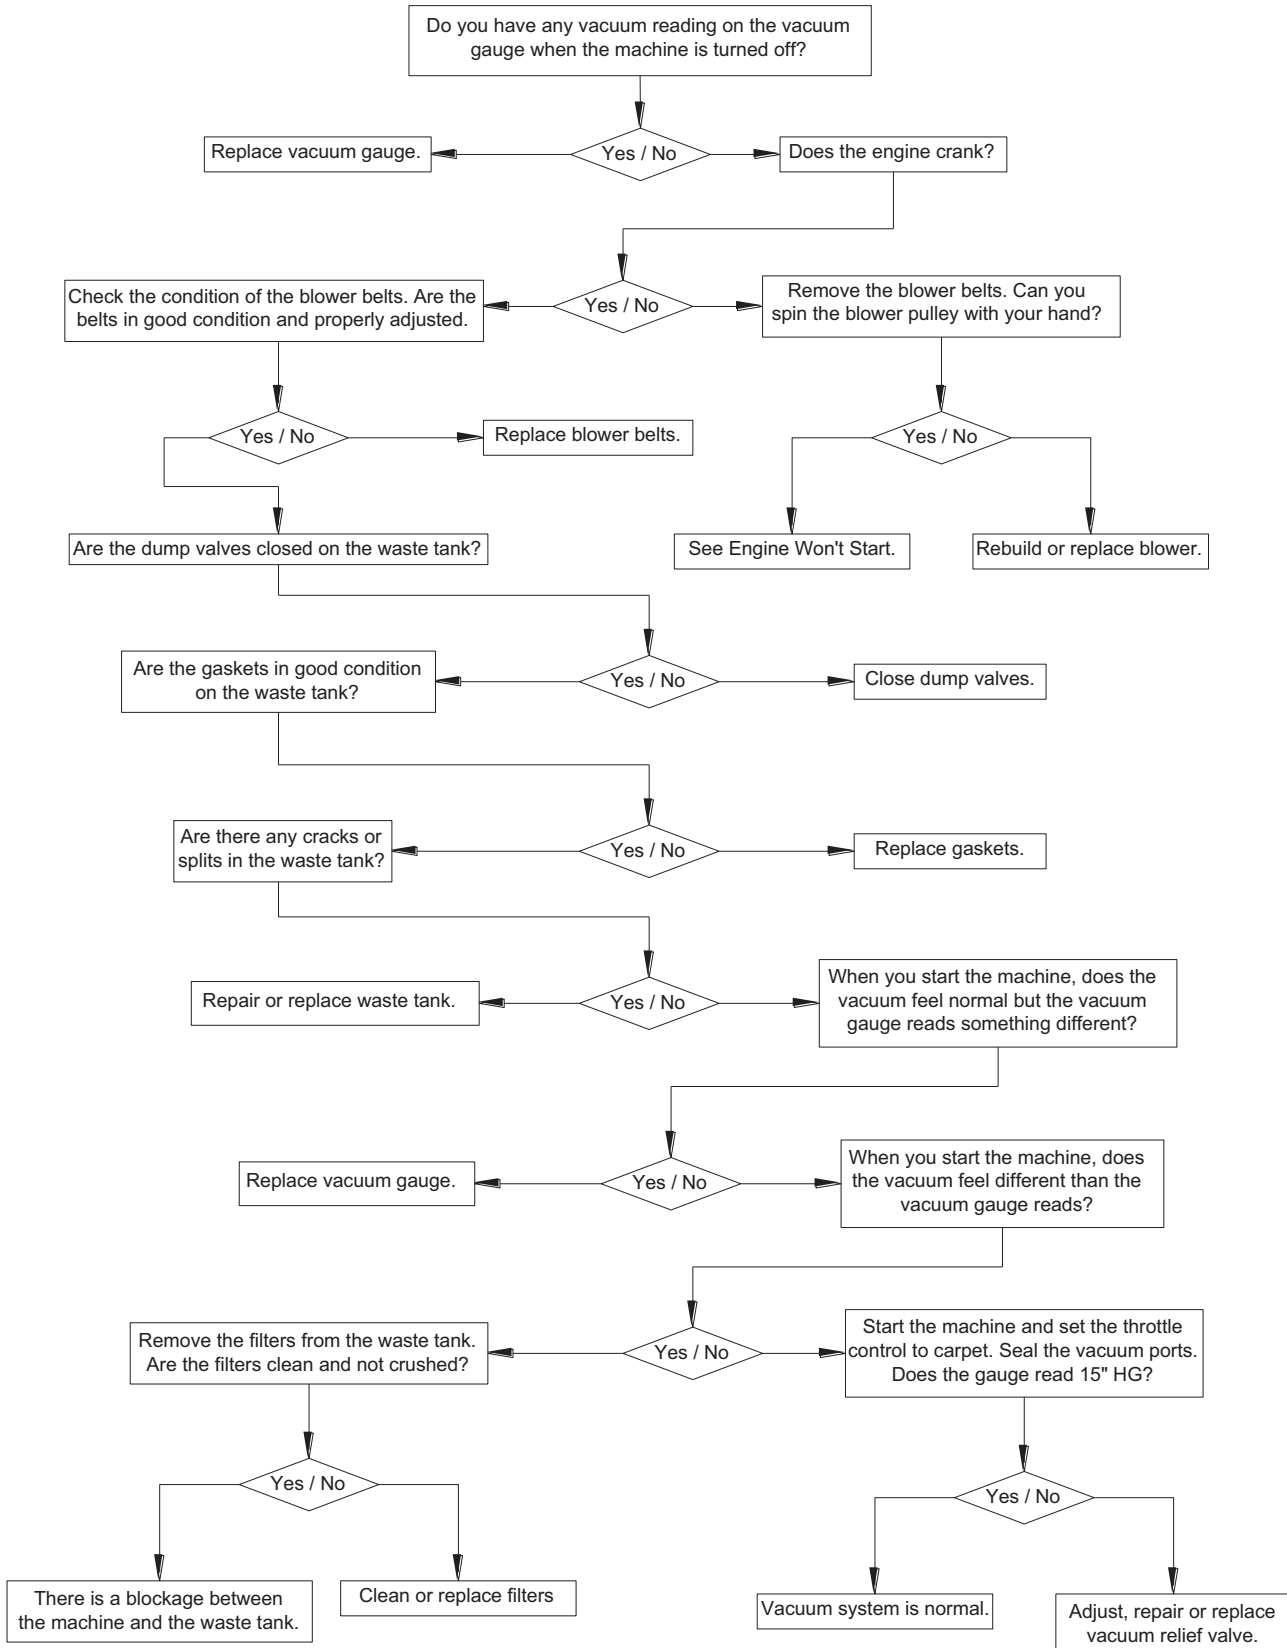 Do you have any vacuum reading on the vacuum
gauge when the machine is turned off?
Replace vacuum gauge.
Yes / No
Does the engine crank?
Check the condition of the blower belts. Are the
belts in good condition and properly adjusted.
Yes / No
Remove the blower belts. Can you
spin the blower pulley with your hand?
Yes / No
Replace blower belts.
Yes / No
Are the dump valves closed on the waste tank?
See Engine Won't Start.
Rebuild or replace blower.
Are the gaskets in good condition
on the waste tank?
Yes / No
Close dump valves.
Are there any cracks or
splits in the waste tank?
Yes / No
Replace gaskets.
Repair or replace waste tank.
Yes / No
When you start the machine, does the
vacuum feel normal but the vacuum
gauge reads something different?
Replace vacuum gauge.
Yes / No
When you start the machine, does
the vacuum feel different than the
vacuum gauge reads?
Remove the filters from the waste tank.
Are the filters clean and not crushed?
Yes / No
Start the machine and set the throttle
control to carpet. Seal the vacuum ports.
Does the gauge read 15" HG?
Yes / No
Yes / No
There is a blockage between
the machine and the waste tank.
Clean or replace filters
Vacuum system is normal.
Adjust, repair or replace
vacuum relief valve.